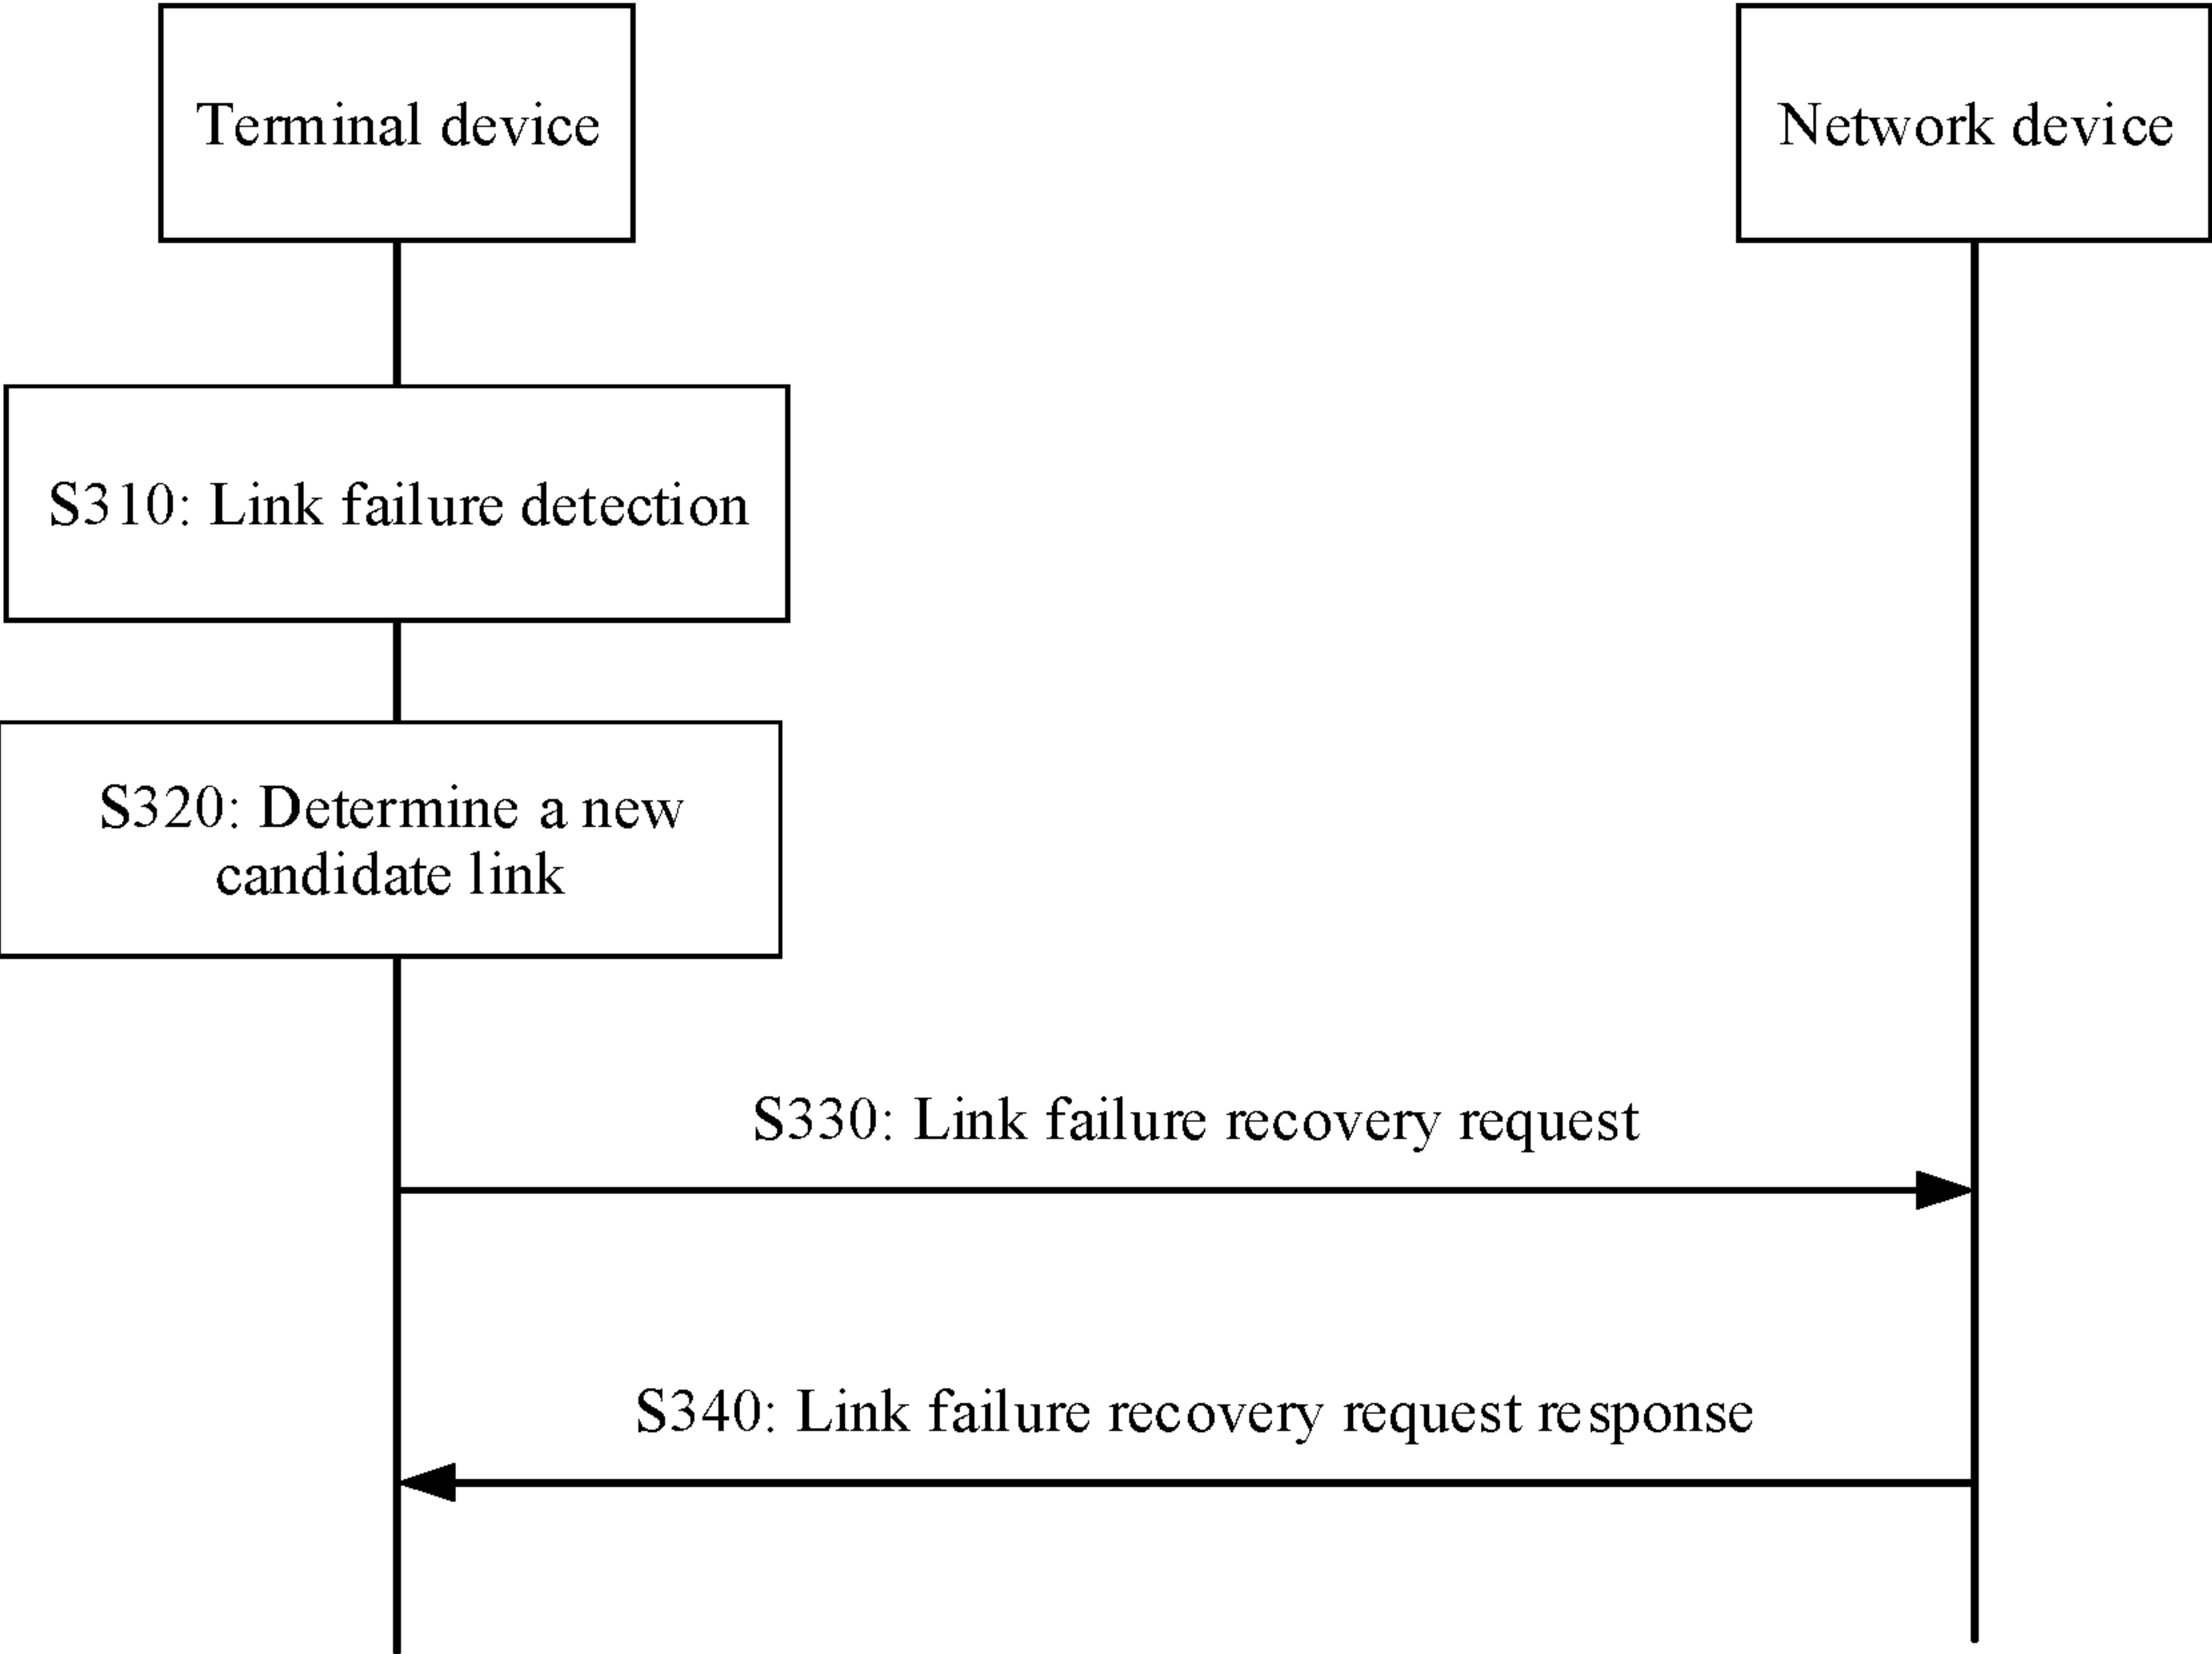 Terminal device
Network device
S310: Link failure detection
S320: Determine a new
candidate link
S330: Link failure recovery request
S340: Link failure recovery request response